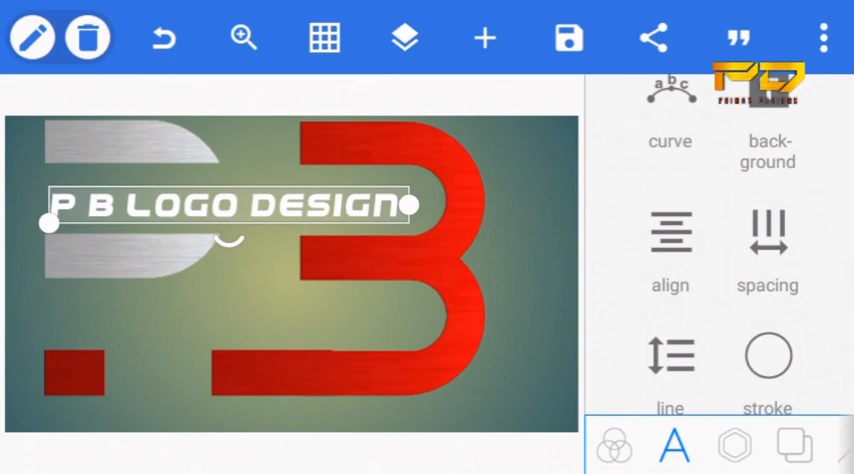 abc
curve
back-
ground
P B LOGO DESIGN
align
spacing
line
stroke
A